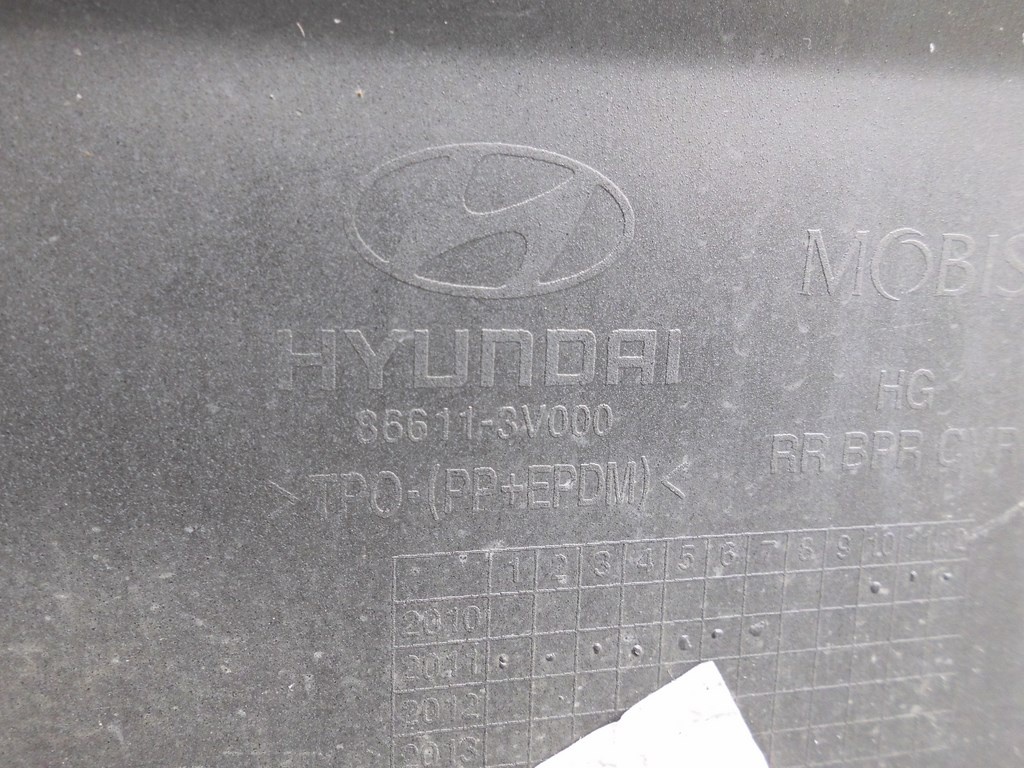 HYUNDAI
86611-3V000
>TPO-(PP+EPDM)<
MOBIS
HG
RR BPR CVR
1 2 3 4 5 6 7 8 9 10 11 12
2010
2011
2012
2013